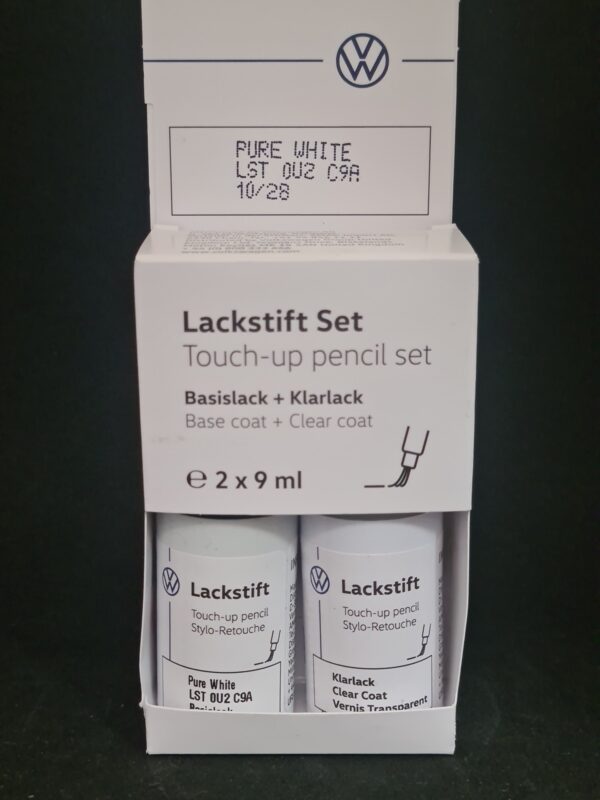 PURE WHITE
LST 0U2 C9A
10/28
Lackstift Set
Touch-up pencil set
Basislack + Klarlack
Base coat + Clear coat
e 2 x 9 ml
Lackstift
Touch-up pencil
Stylo-Retouche
Pure White
LST 0U2 C9A
Basislack
Lackstift
Touch-up pencil
Stylo-Retouche
Klarlack
Clear Coat
Vernis Transparent